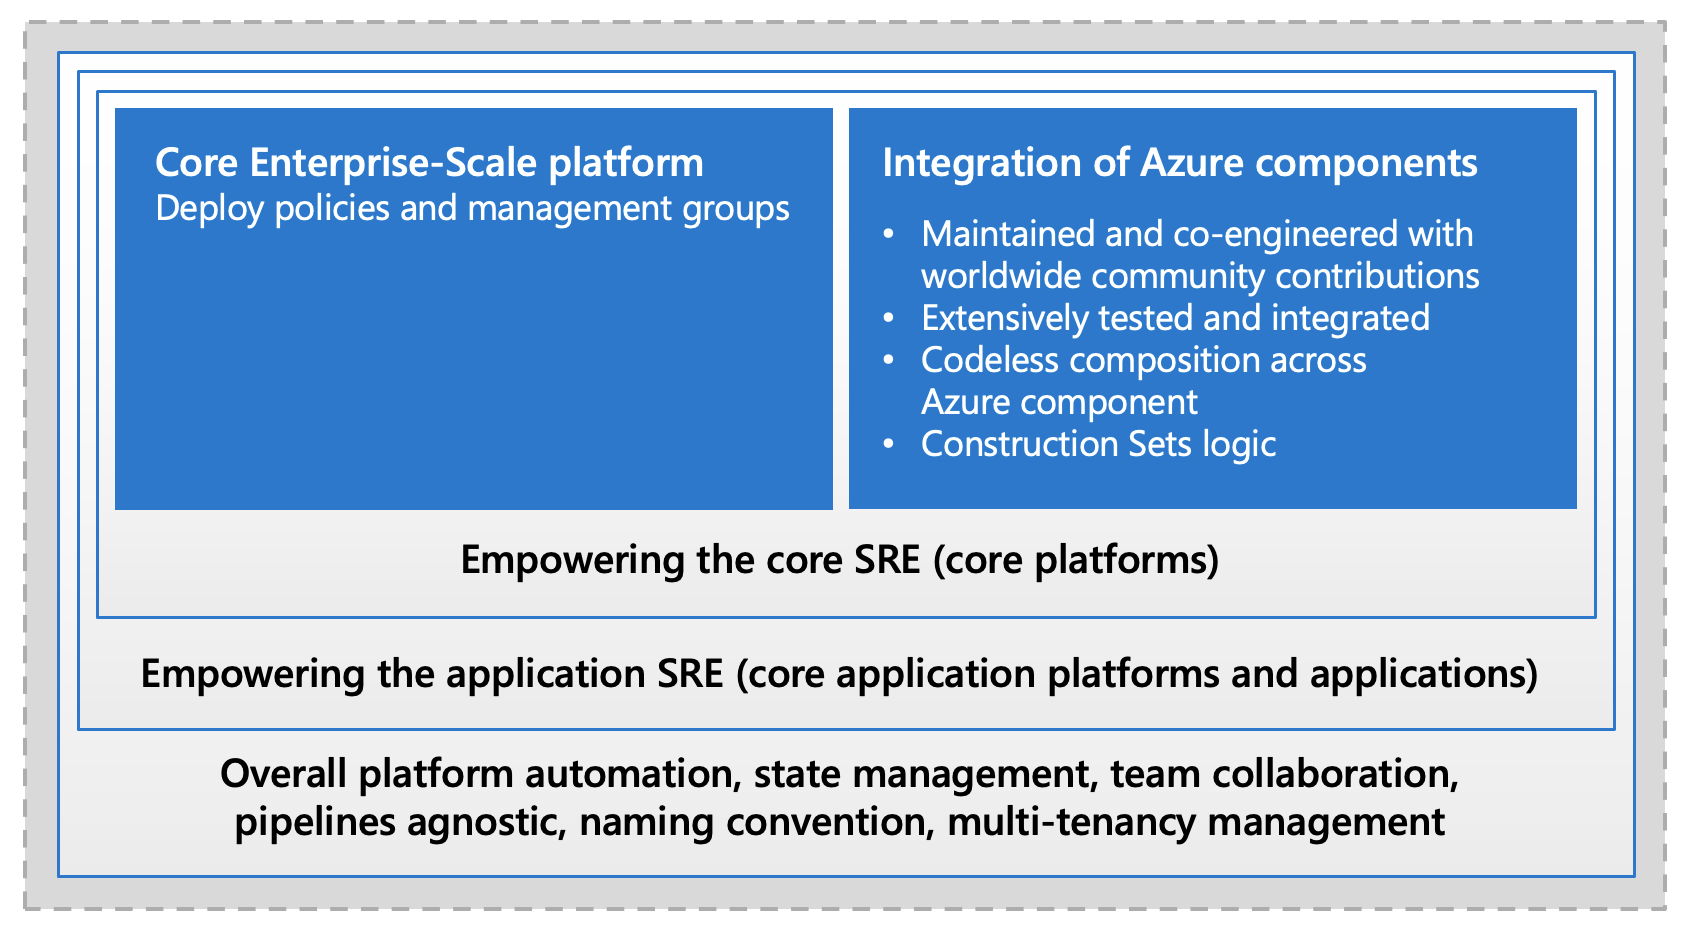 Core Enterprise-Scale platform
Deploy policies and management groups
Integration of Azure components
• Maintained and co-engineered with
worldwide community contributions
• Extensively tested and integrated
• Codeless composition across
Azure component
• Construction Sets logic
Empowering the core SRE (core platforms)
Empowering the application SRE (core application platforms and applications)
Overall platform automation, state management, team collaboration,
pipelines agnostic, naming convention, multi-tenancy management